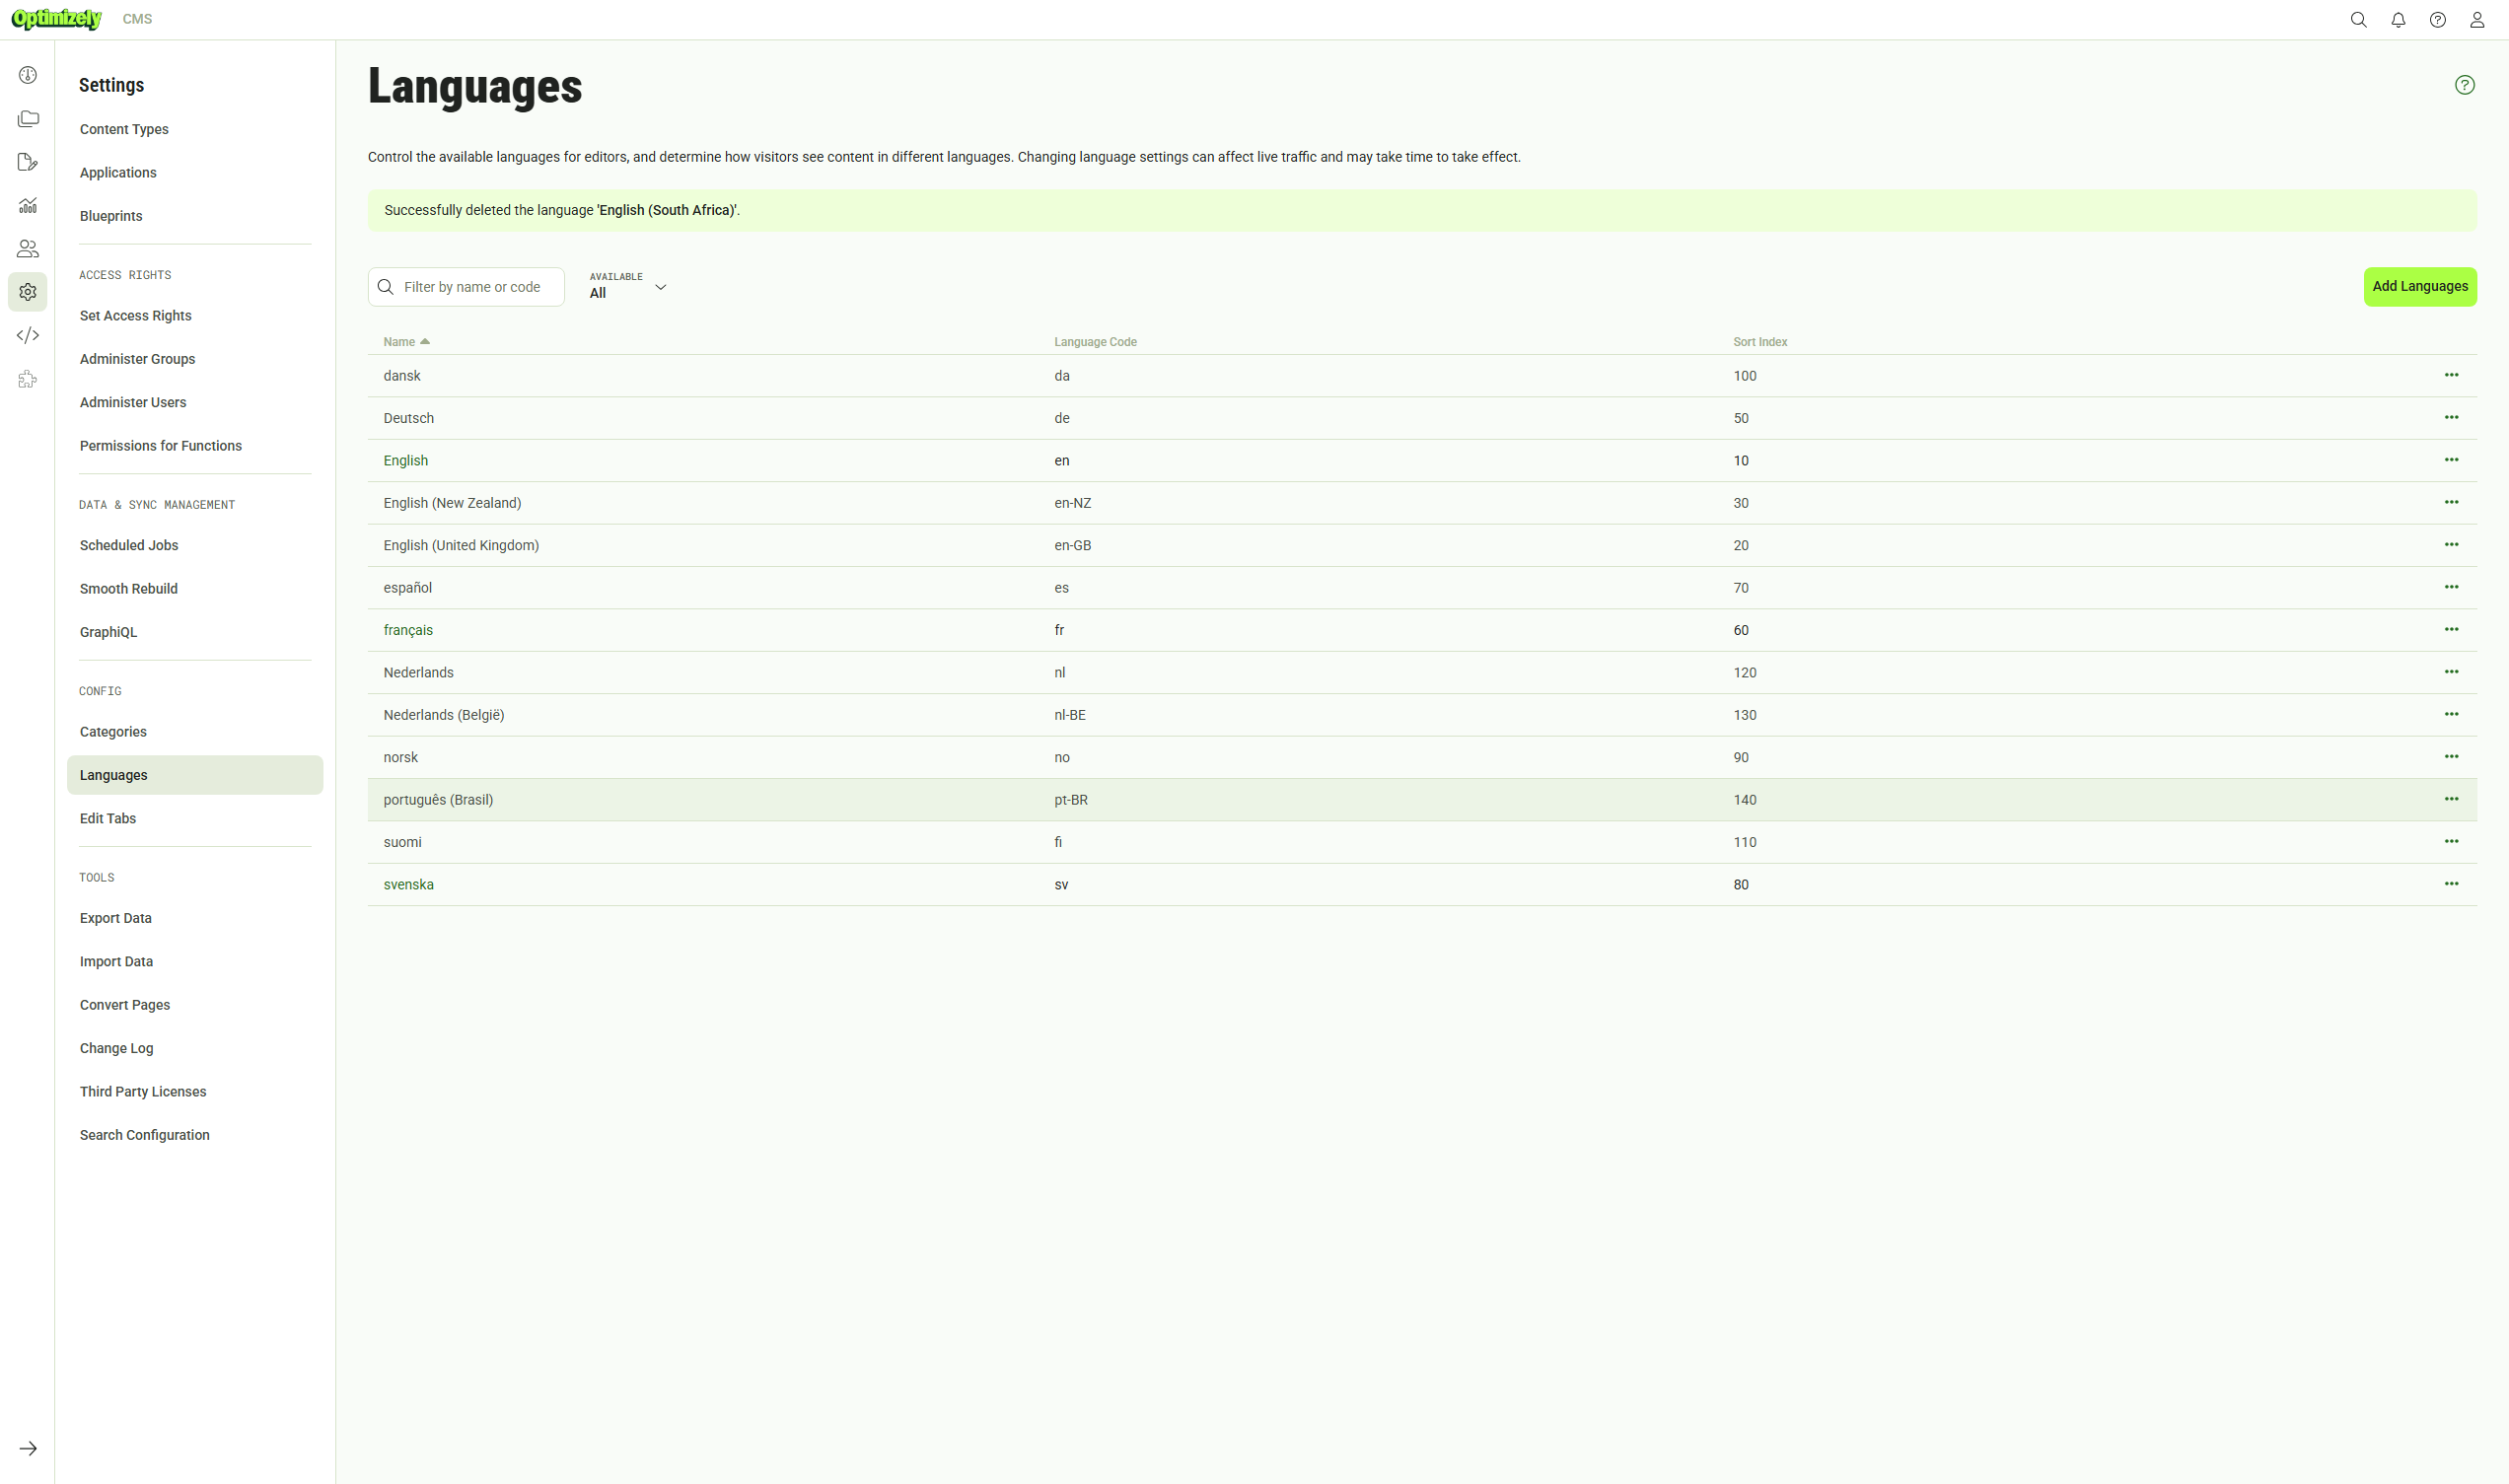 Optimizely CMS
Settings
Content Types
Applications
Blueprints
ACCESS RIGHTS
Set Access Rights
Administer Groups
Administer Users
Permissions for Functions
DATA & SYNC MANAGEMENT
Scheduled Jobs
Smooth Rebuild
GraphiQL
CONFIG
Categories
Languages
Edit Tabs
TOOLS
Export Data
Import Data
Convert Pages
Change Log
Third Party Licenses
Search Configuration
Languages
Control the available languages for editors, and determine how visitors see content in different languages. Changing language settings can affect live traffic and may take time to take effect.
Successfully deleted the language 'English (South Africa)'.
Filter by name or code
AVAILABLE
All
Add Languages
Name Language Code Sort Index
dansk da 100
Deutsch de 50
English en 10
English (New Zealand) en-NZ 30
English (United Kingdom) en-GB 20
español es 70
français fr 60
Nederlands nl 120
Nederlands (België) nl-BE 130
norsk no 90
português (Brasil) pt-BR 140
suomi fi 110
svenska sv 80